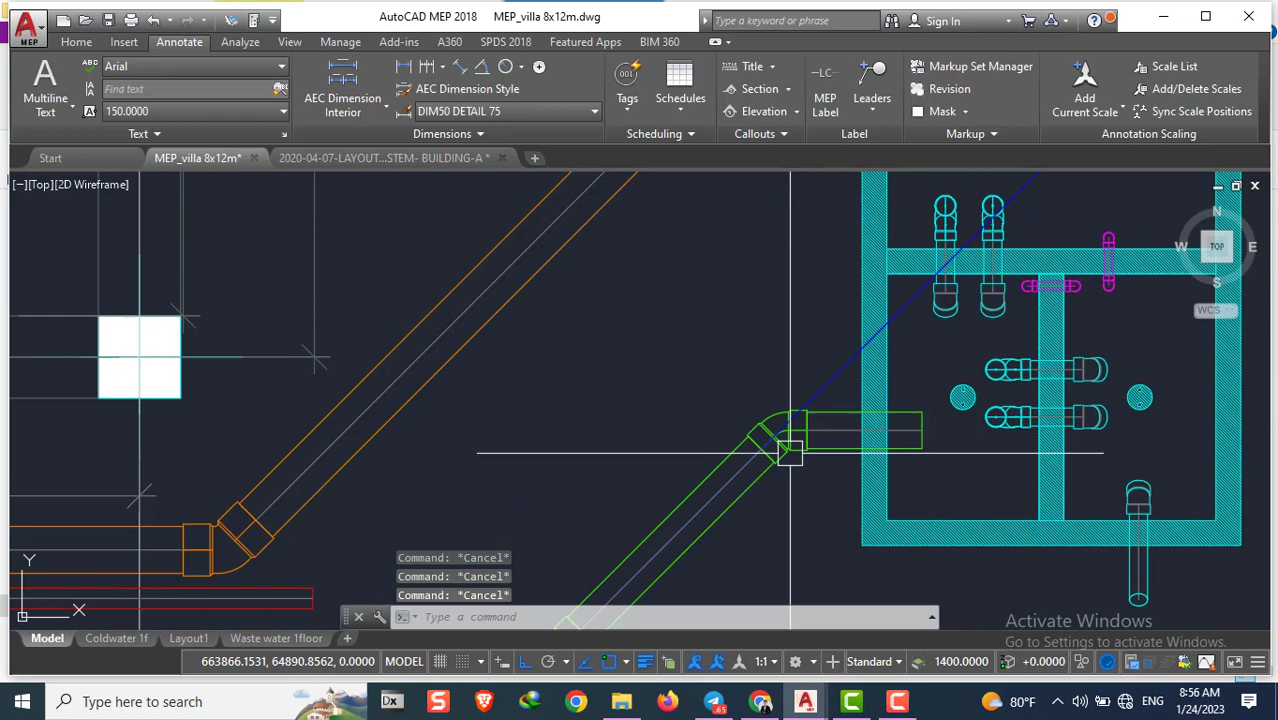 AutoCAD MEP 2018 MEP_villa 8x12m.dwg
Type a keyword or phrase
Sign In
MEP
Home Insert Annotate Analyze View Manage Add-ins A360 SPDS 2018 Featured Apps BIM 360
Multiline
Text
ABC Arial
Find text
150.0000
Text
AEC Dimension
Interior
AEC Dimension Style
DIM50 DETAIL 75
Dimensions
001
Tags
Schedules
Scheduling
Title
Section
Elevation
Callouts
-LC-
MEP
Label
Leaders
Label
Markup Set Manager
Revision
Mask
Markup
Add
Current Scale
Scale List
Add/Delete Scales
Sync Scale Positions
Annotation Scaling
Start MEP_villa 8x12m* 2020-04-07-LAYOUT...STEM- BUILDING-A *
[−][Top][2D Wireframe]
N
W TOP E
S
WCS
Y
X
Command: *Cancel*
Command: *Cancel*
Command: *Cancel*
Type a command
Activate Windows
Go to Settings to activate Windows.
Model Coldwater 1f Layout1 Waste water 1floor
663866.1531, 64890.8562, 0.0000 MODEL 1:1 Standard 1400.0000 +0.0000
Type here to search
Dx
65
80°F
ENG
8:56 AM
1/24/2023